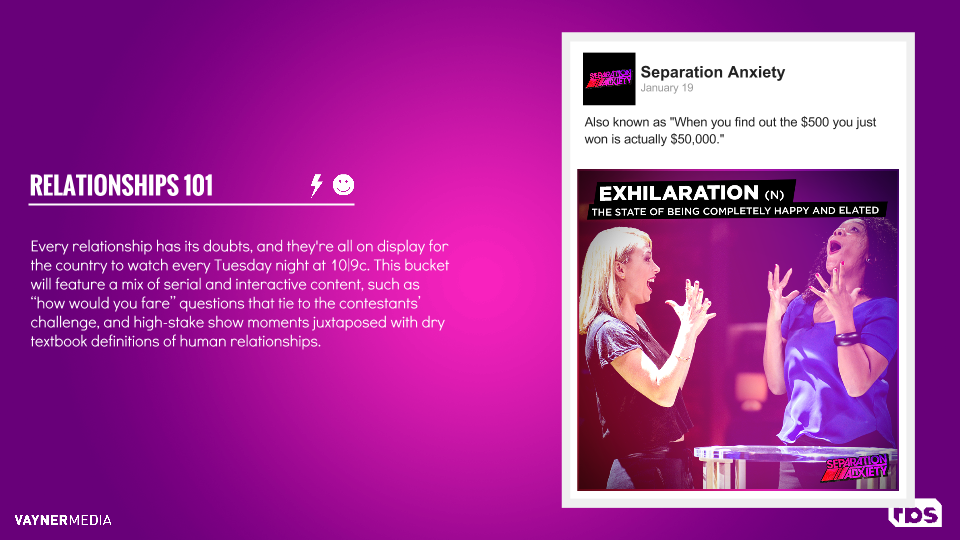 RELATIONSHIPS 101
Every relationship has its doubts, and they're all on display for
the country to watch every Tuesday night at 10|9c. This bucket
will feature a mix of serial and interactive content, such as
“how would you fare” questions that tie to the contestants’
challenge, and high-stake show moments juxtaposed with dry
textbook definitions of human relationships.
SEPARATION
ANXIETY
Separation Anxiety
January 19
Also known as "When you find out the $500 you just
won is actually $50,000."
EXHILARATION (N)
THE STATE OF BEING COMPLETELY HAPPY AND ELATED
SEPARATION
ANXIETY
VAYNERMEDIA
tbs